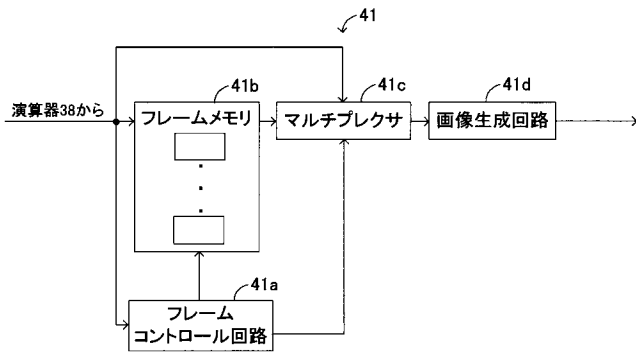 41
演算器38から
41b
フレームメモリ
41c
マルチプレクサ
41d
画像生成回路
41a
フレーム
コントロール回路